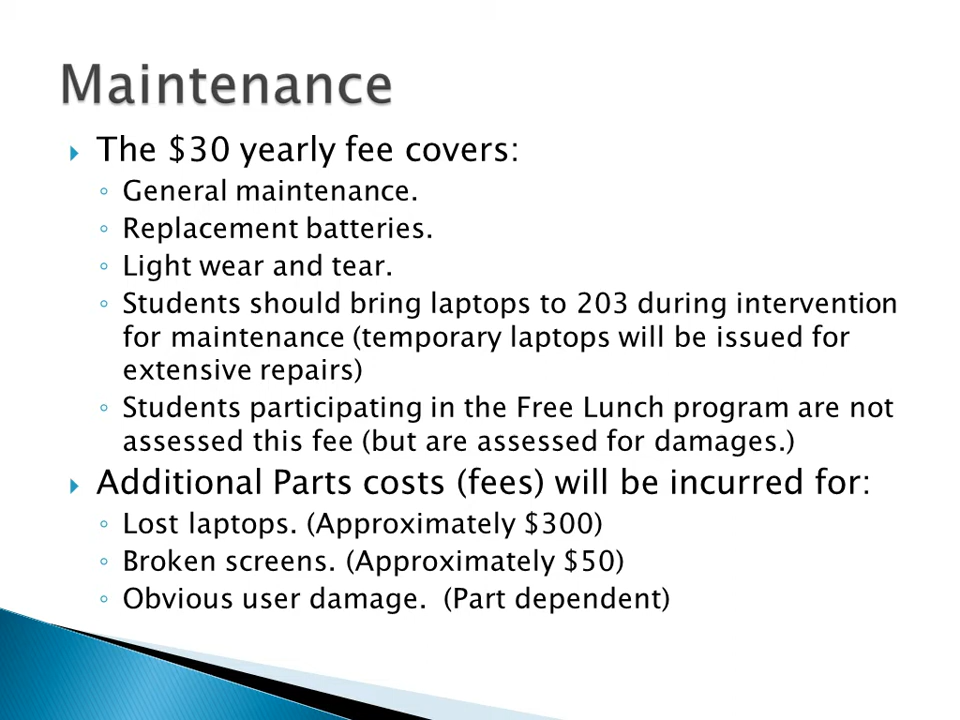 Maintenance
The $30 yearly fee covers:
General maintenance.
Replacement batteries.
Light wear and tear.
Students should bring laptops to 203 during intervention
for maintenance (temporary laptops will be issued for
extensive repairs)
Students participating in the Free Lunch program are not
assessed this fee (but are assessed for damages.)
Additional Parts costs (fees) will be incurred for:
Lost laptops. (Approximately $300)
Broken screens. (Approximately $50)
Obvious user damage.  (Part dependent)